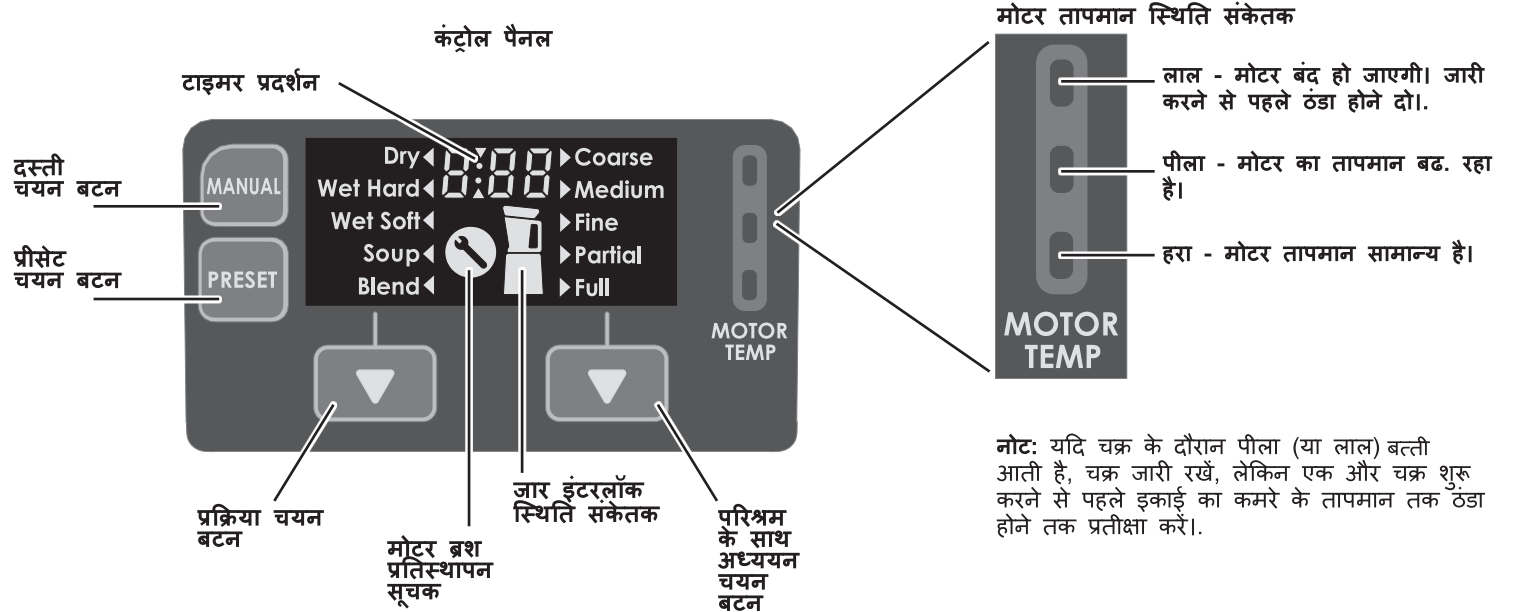 कंट्रोल पैनल
टाइमर प्रदर्शन
दस्ती
चयन बटन
प्रीसेट
चयन बटन
MANUAL
PRESET
Dry
Wet Hard
Wet Soft
Soup
Blend
8:88
Coarse
Medium
Fine
Partial
Full
MOTOR
TEMP
प्रक्रिया चयन
बटन
मोटर ब्रश
प्रतिस्थापन
सूचक
जार इंटरलॉक
स्थिति संकेतक
परिश्रम
के साथ
अध्ययन
चयन
बटन
मोटर तापमान स्थिति संकेतक
लाल - मोटर बंद हो जाएगी। जारी
करने से पहले ठंडा होने दो।.
पीला - मोटर का तापमान बढ. रहा
है।
हरा - मोटर तापमान सामान्य है।
MOTOR
TEMP
नोट: यदि चक्र के दौरान पीला (या लाल) बत्ती
आती है, चक्र जारी रखें, लेकिन एक और चक्र शुरू
करने से पहले इकाई का कमरे के तापमान तक ठंडा
होने तक प्रतीक्षा करें।.